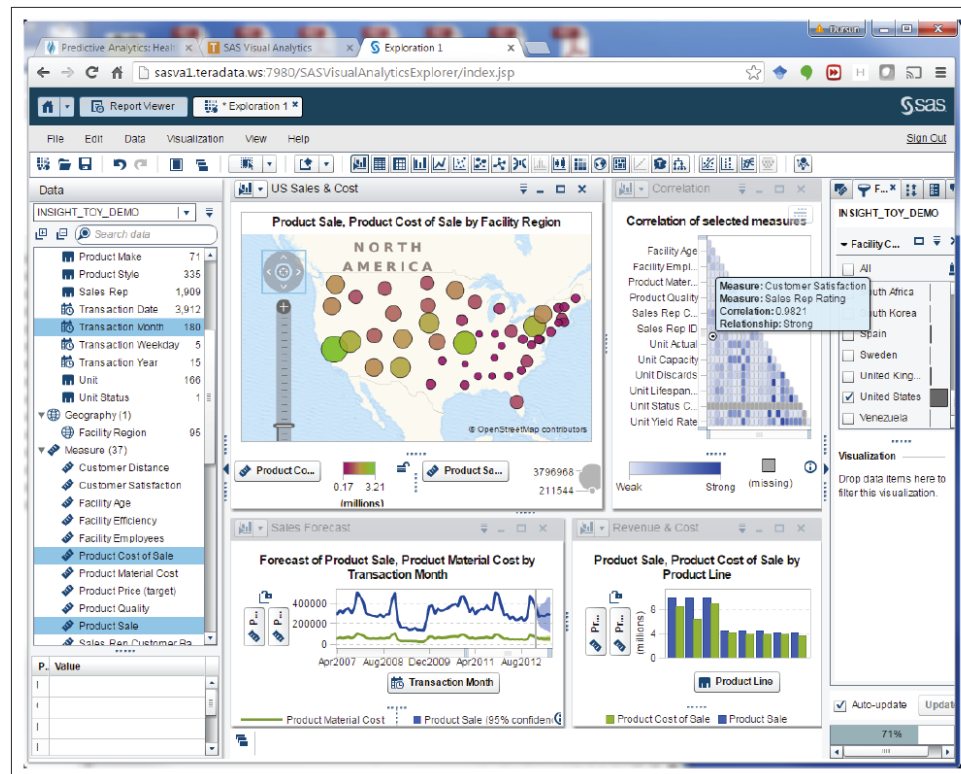 Dursun
Predictive Analytics: Healt
SAS Visual Analytics
Exploration 1
sasva1.teradata.ws:7980/SASVisualAnalyticsExplorer/index.jsp
Report Viewer
* Exploration 1
sas
File Edit Data Visualization View Help
Sign Out
Data
INSIGHT_TOY_DEMO
Search data
Product Make 71
Product Style 335
Sales Rep 1,909
Transaction Date 3,912
Transaction Month 180
Transaction Weekday 5
Transaction Year 15
Unit 166
Unit Status 1
Geography (1)
Facility Region 95
Measure (37)
Customer Distance
Customer Satisfaction
Facility Age
Facility Efficiency
Facility Employees
Product Cost of Sale
Product Material Cost
Product Price (target)
Product Quality
Product Sale
Sales Rep Customer Ra
P.. Value
US Sales & Cost
Product Sale, Product Cost of Sale by Facility Region
NORTH
AMERICA
© OpenStreetMap contributors
Product Co...
0.17 3.21
(millions)
Product Sa...
3796968
211544
Correlation
Correlation of selected measures
Facility Age
Facility Empl...
Product Mater...
Product Quality
Sales Rep C...
Sales Rep ID
Unit Actual
Unit Capacity
Unit Discards
Unit Lifespan...
Unit Status C...
Unit Yield Rate
Measure: Customer Satisfaction
Measure: Sales Rep Rating
Correlation: 0.9821
Relationship: Strong
Weak Strong (missing)
Sales Forecast
Forecast of Product Sale, Product Material Cost by
Transaction Month
P...
P...
400000
200000
0
Apr2007 Aug2008 Dec2009 Apr2011 Aug2012
Transaction Month
Product Material Cost Product Sale (95% confiden
Revenue & Cost
Product Sale, Product Cost of Sale by
Product Line
Pr...
Pr...
(millions)
8
4
0
Product Line
Product Cost of Sale Product Sale
F...
INSIGHT_TOY_DEMO
Facility C...
All
South Africa
South Korea
Spain
Sweden
United King...
United States
Venezuela
Visualization
Drop data items here to
filter this visualization.
Auto-update Updat
71%